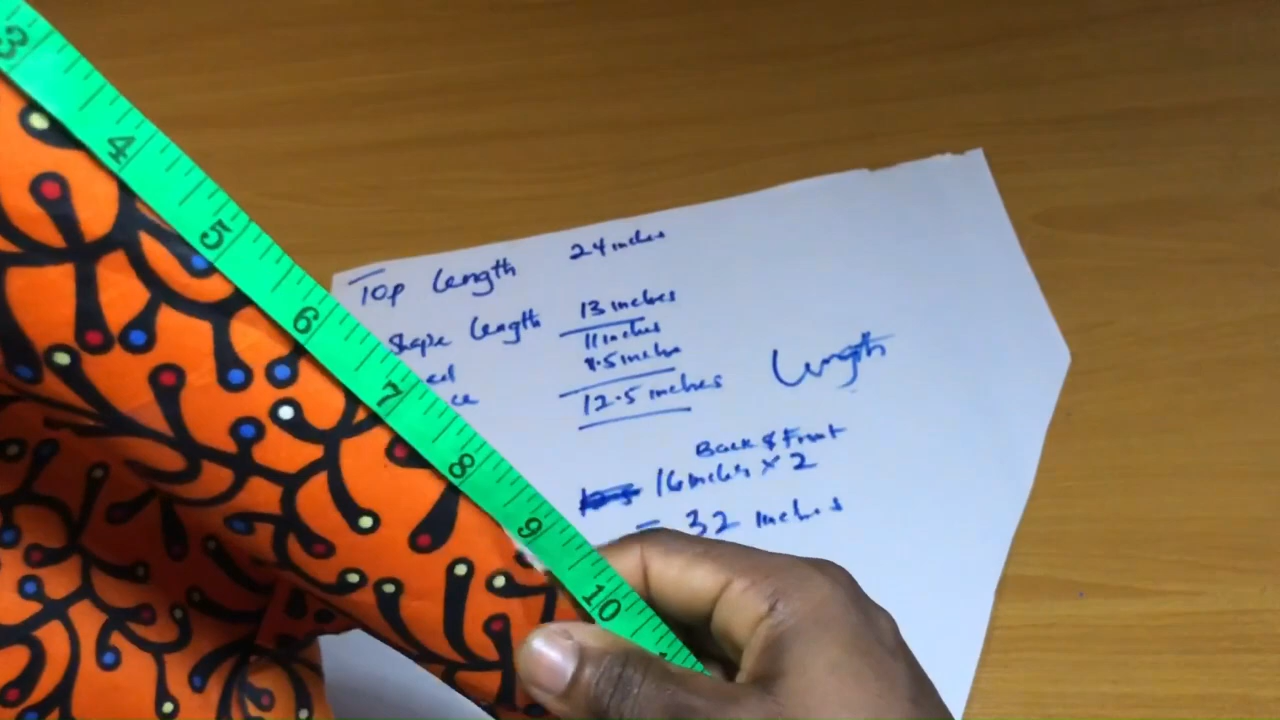 3
4
5
6
7
8
9
10
Top Length 24 inches
Shape Length 13 inches
11 inches
1.5 inches
12.5 inches
Length
Back & Front
16 inches x 2
= 32 inches